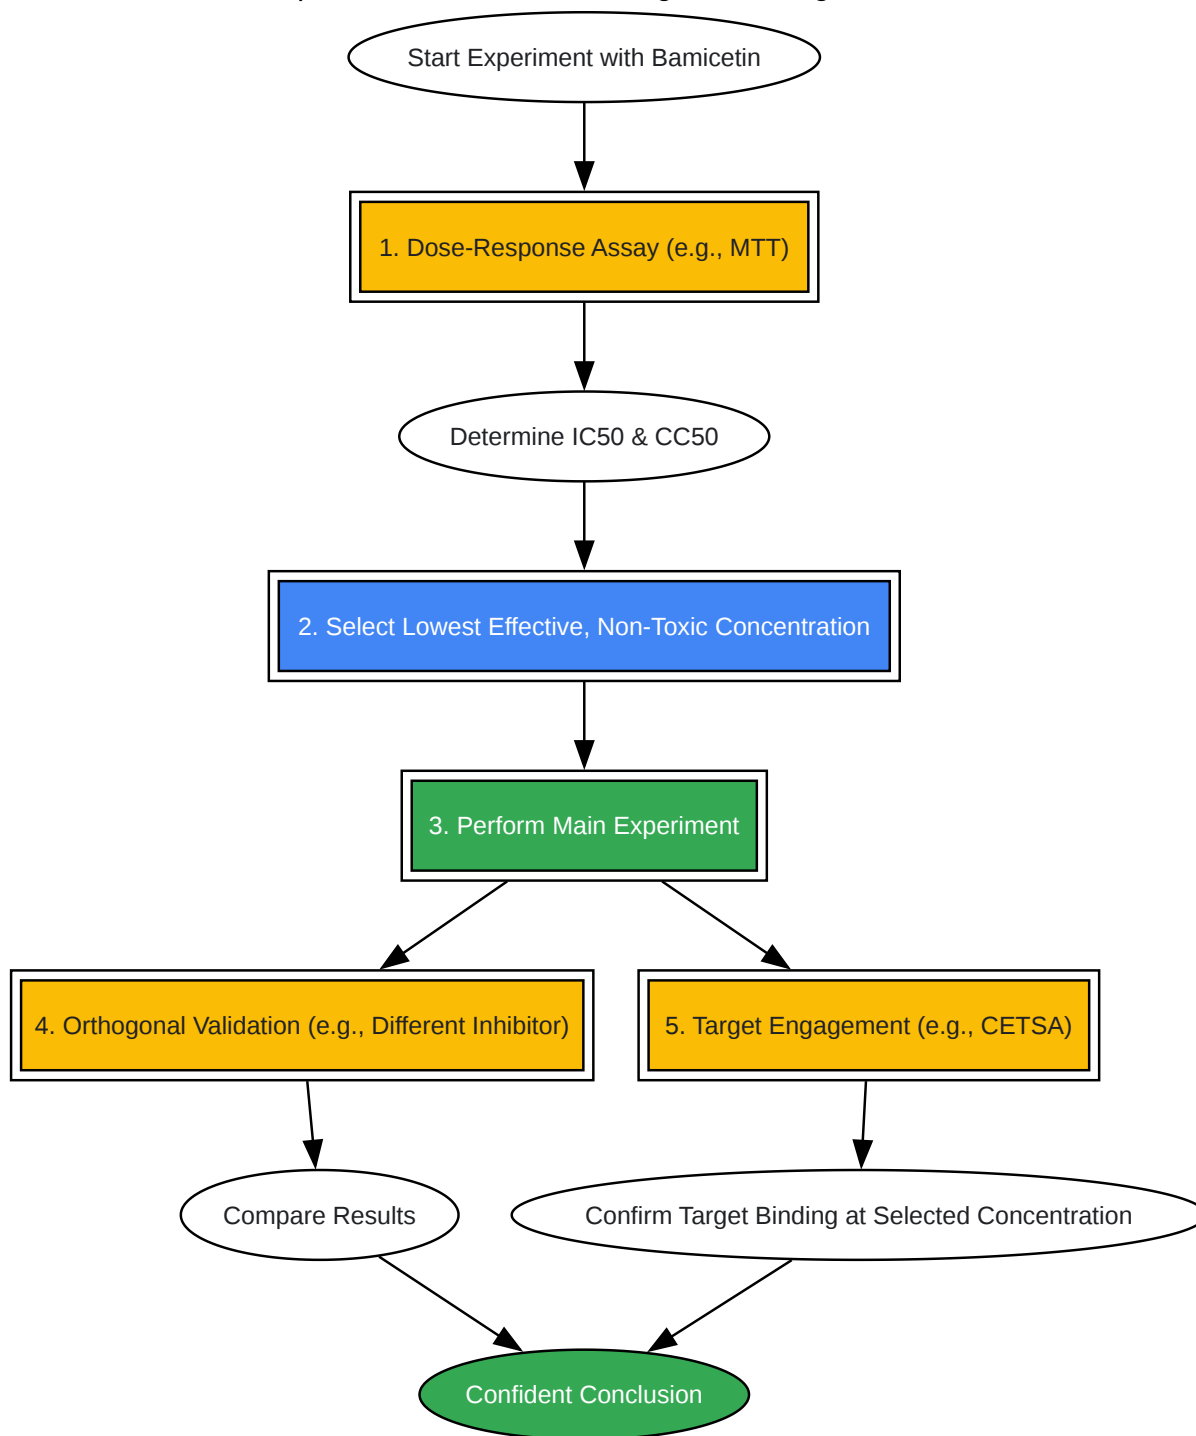 Start Experiment with Bamicetin
1. Dose-Response Assay (e.g., MTT)
Determine IC50 & CC50
2. Select Lowest Effective, Non-Toxic Concentration
3. Perform Main Experiment
4. Orthogonal Validation (e.g., Different Inhibitor)
5. Target Engagement (e.g., CETSA)
Compare Results
Confirm Target Binding at Selected Concentration
Confident Conclusion